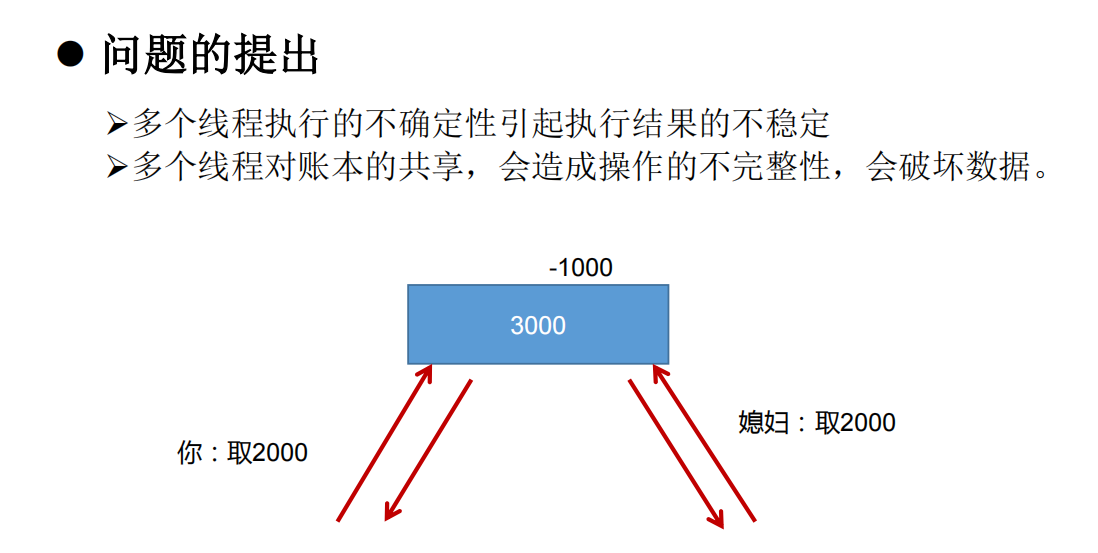 ● 问题的提出
➢多个线程执行的不确定性引起执行结果的不稳定
➢多个线程对账本的共享，会造成操作的不完整性，会破坏数据。
-1000
3000
媳妇：取2000
你：取2000